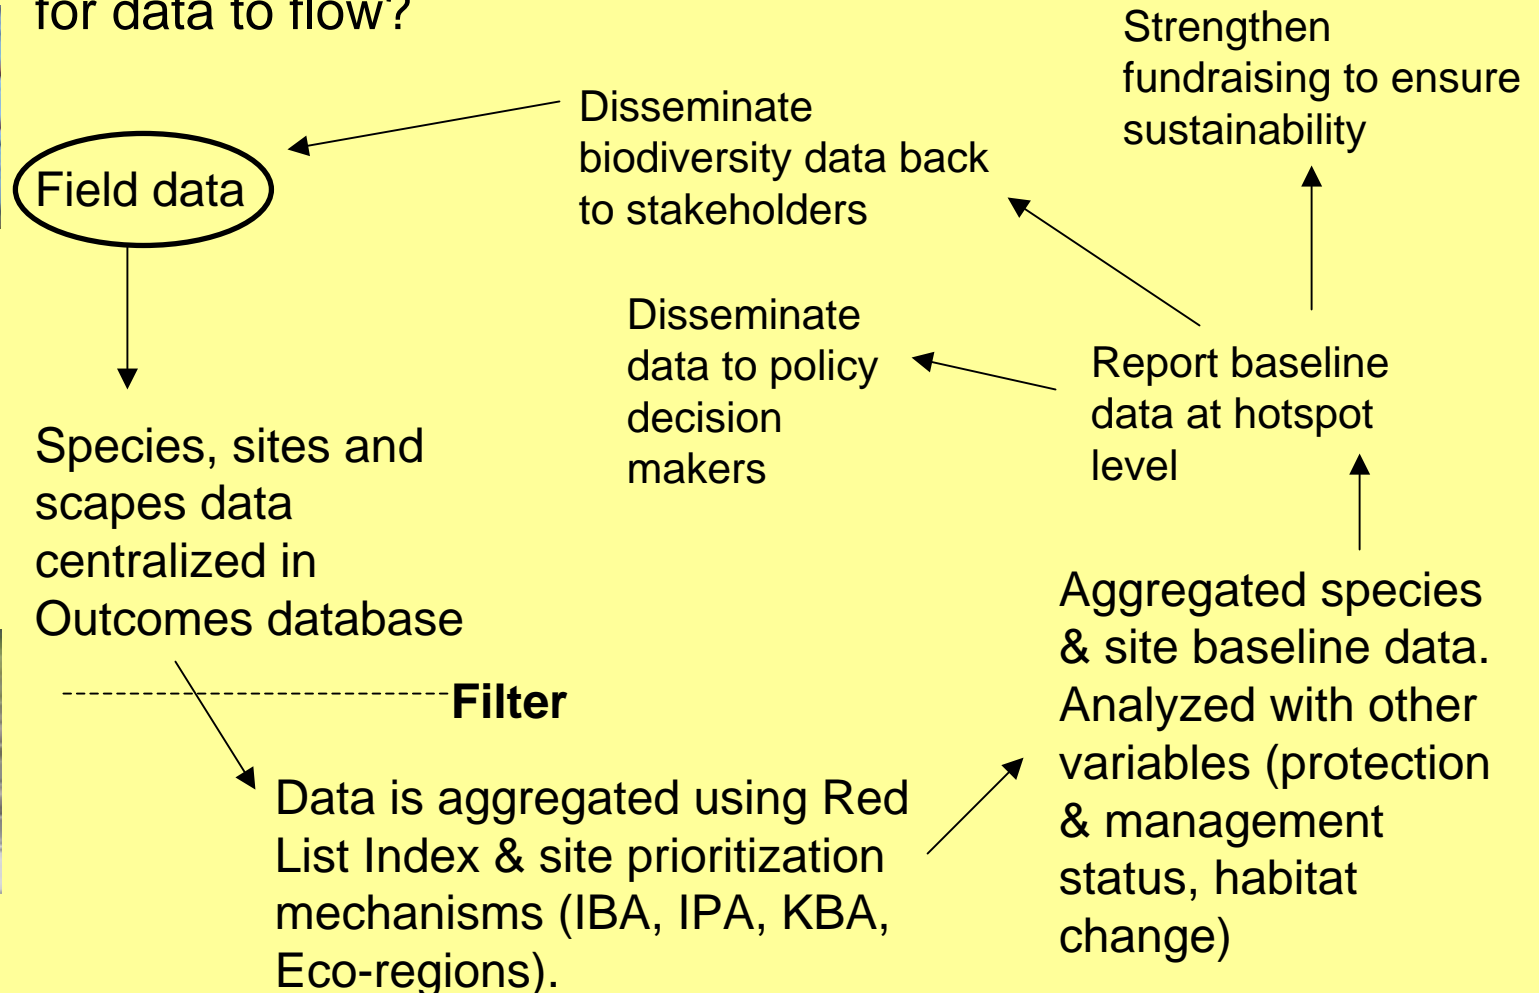 for data to flow?
Strengthen
fundraising to ensure
sustainability
Disseminate
biodiversity data back
to stakeholders
Field data
Disseminate
data to policy
decision
makers
Report baseline
data at hotspot
level
Species, sites and
scapes data
centralized in
Outcomes database
Filter
Data is aggregated using Red
List Index & site prioritization
mechanisms (IBA, IPA, KBA,
Eco-regions).
Aggregated species
& site baseline data.
Analyzed with other
variables (protection
& management
status, habitat
change)